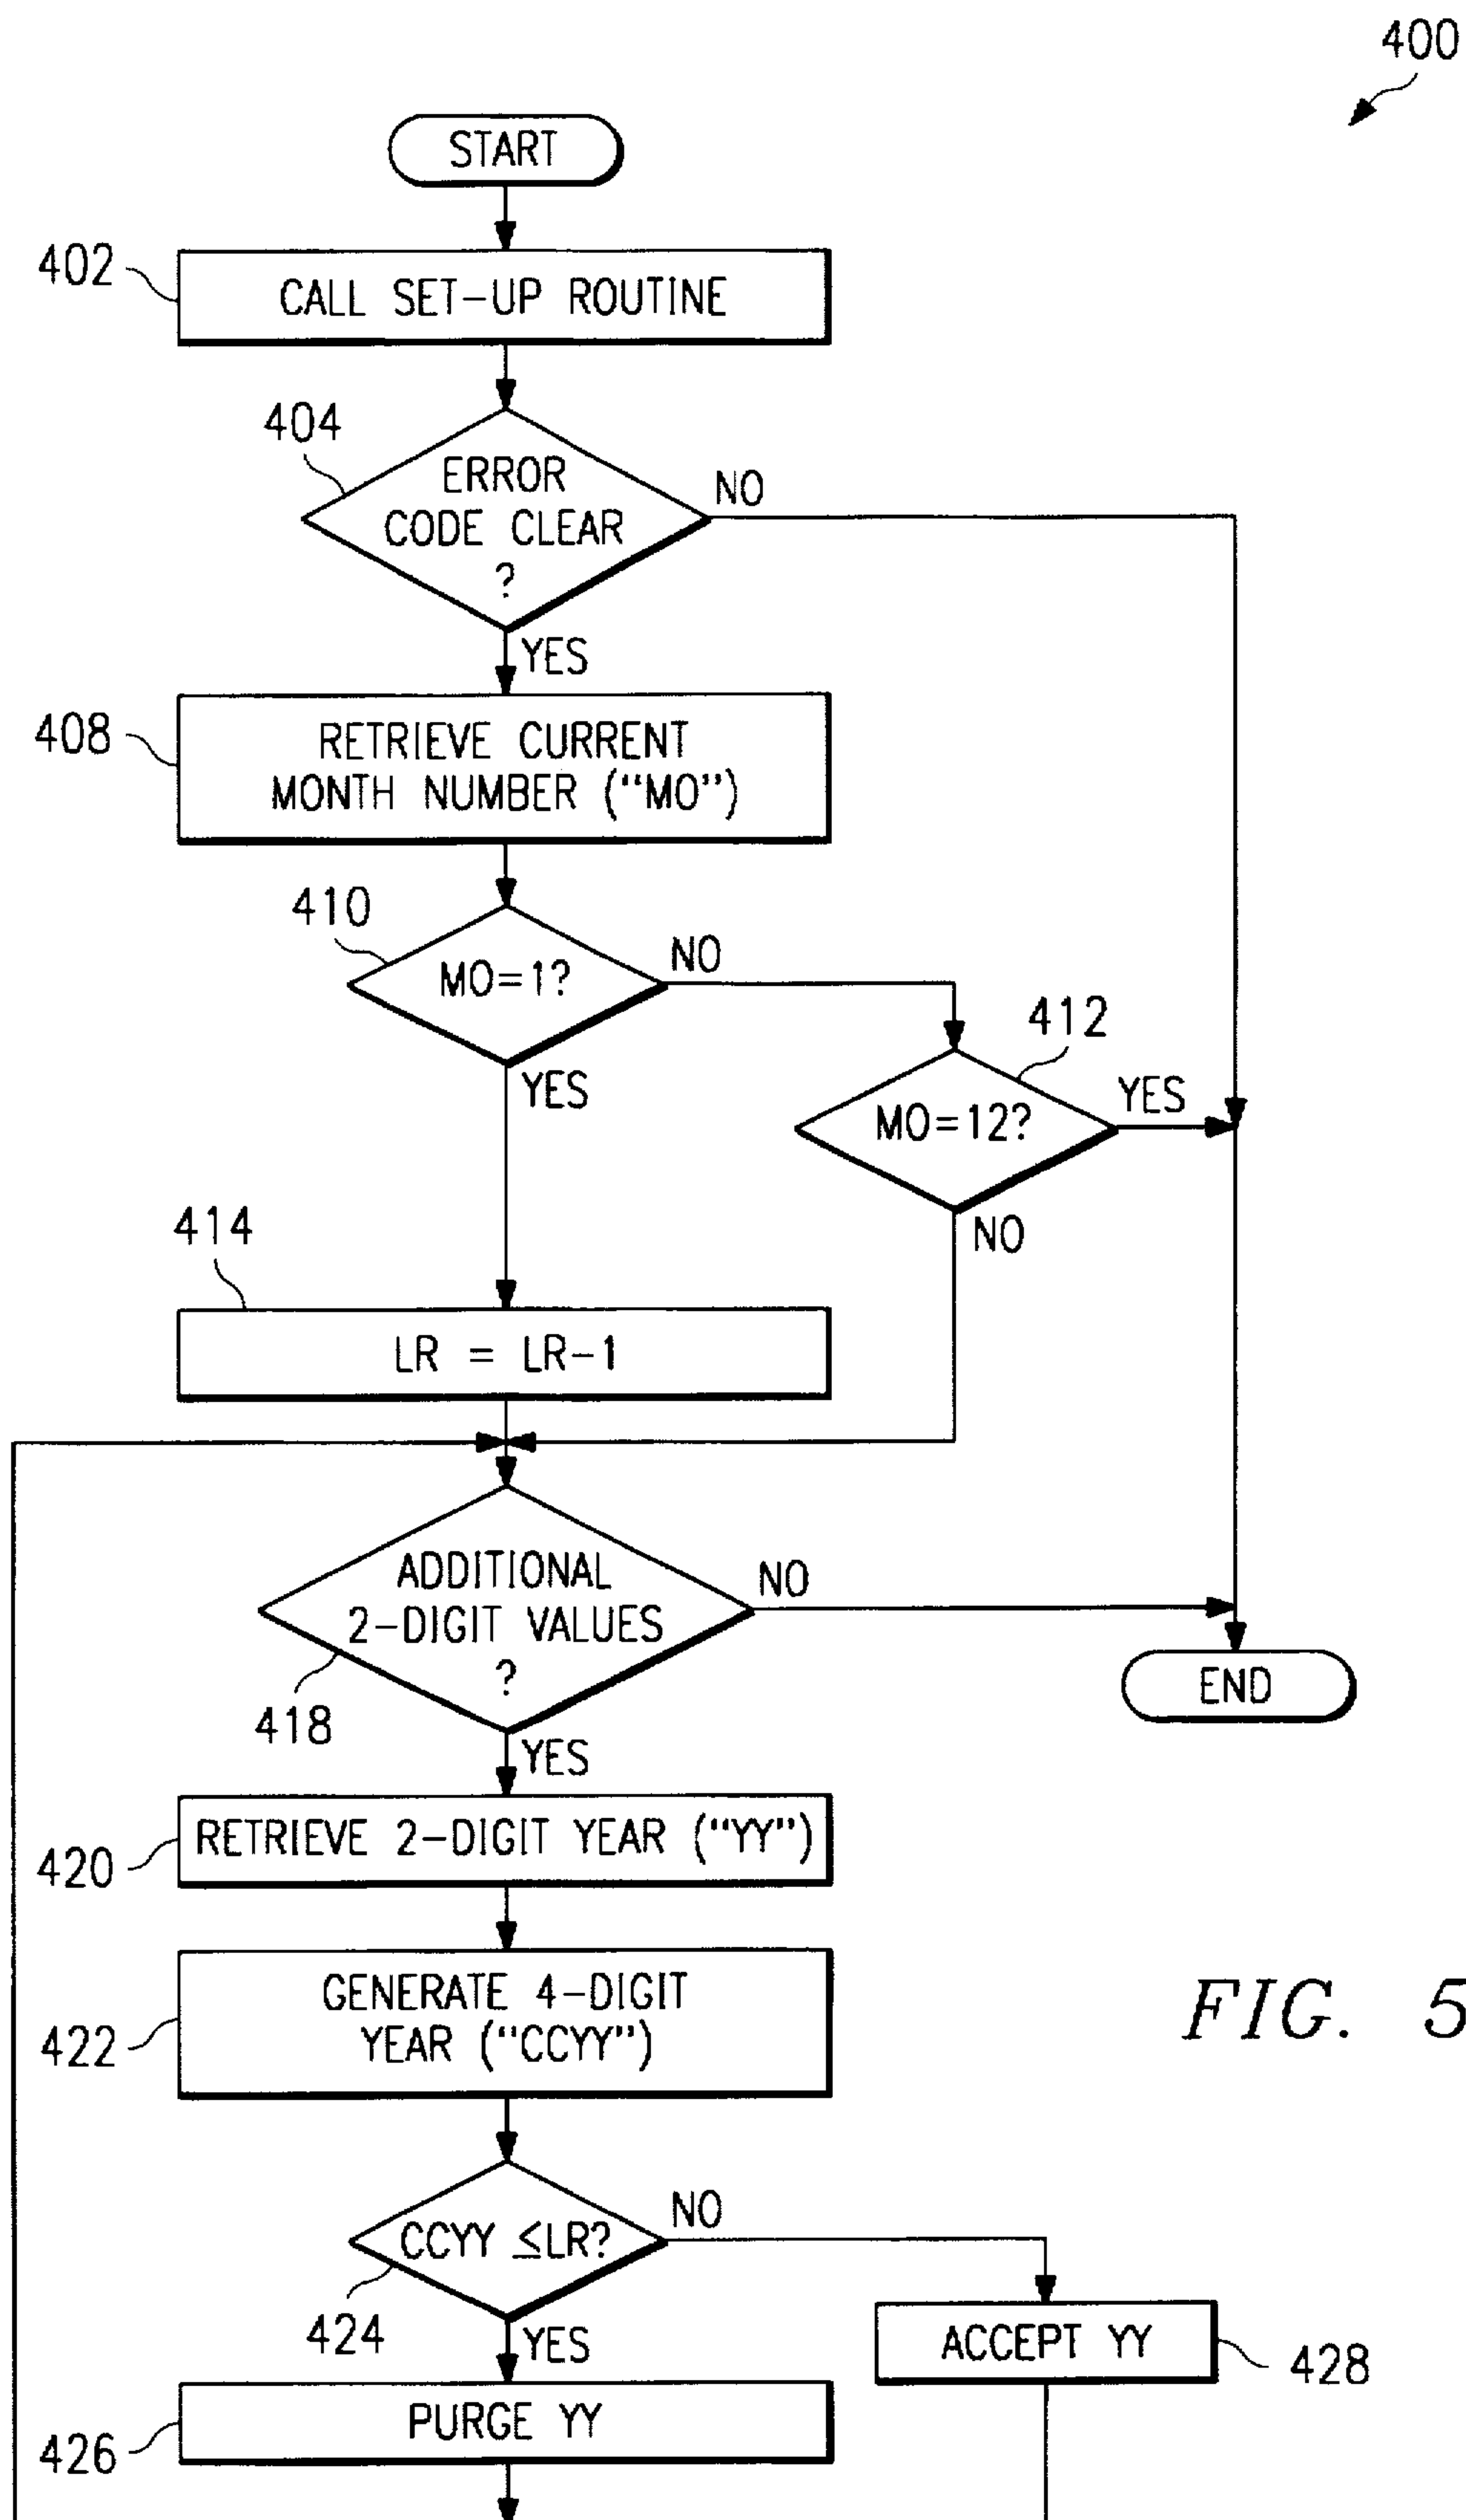 400
START
402
CALL SET-UP ROUTINE
404
ERROR
CODE CLEAR
?
NO
YES
408
RETRIEVE CURRENT
MONTH NUMBER ("MO")
410
MO=1?
NO
YES
412
MO=12?
YES
NO
414
LR = LR-1
ADDITIONAL
2-DIGIT VALUES
?
NO
418
YES
END
RETRIEVE 2-DIGIT YEAR ("YY")
420
GENERATE 4-DIGIT
YEAR ("CCYY")
422
FIG. 5
CCYY ≤LR?
NO
424
YES
ACCEPT YY
428
PURGE YY
426